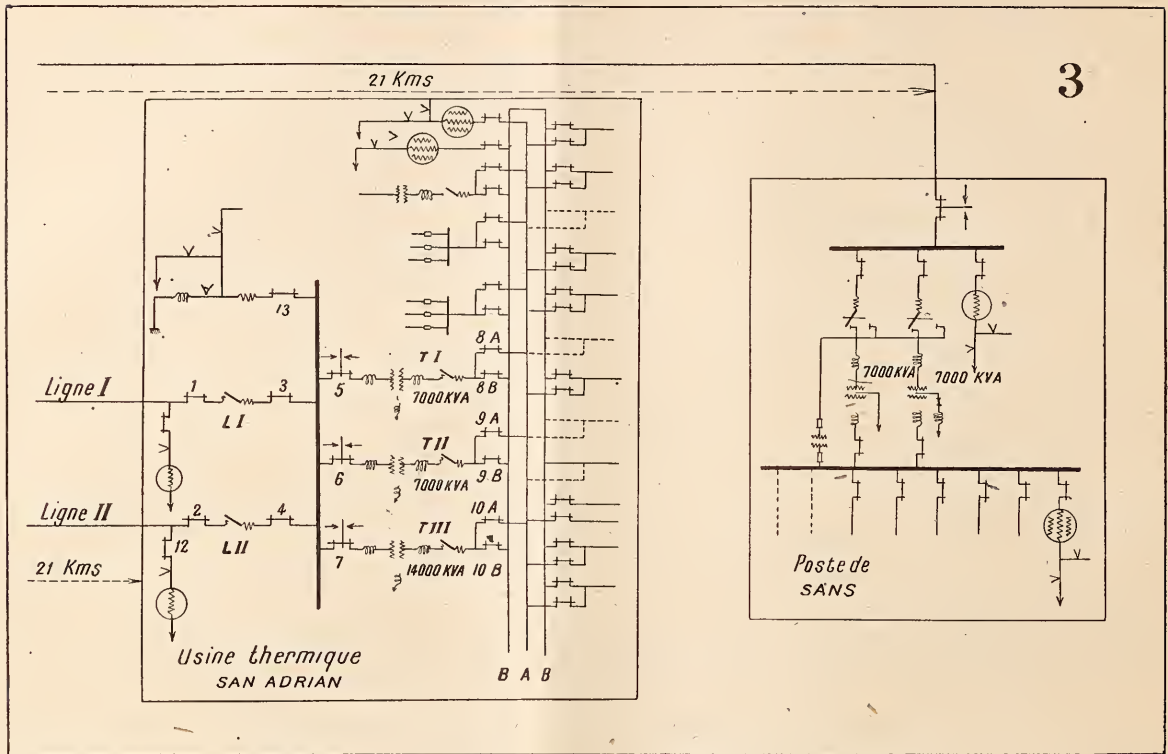 3
21 Kms
13
8 A
T I
Ligne I
1
3
5
7000 KVA
8 B
L I
9 A
T II
6
7000 KVA
9 B
10 A
Ligne II
2
4
T III
12
L II
7
14000 KVA
10 B
21 Kms
Usine thermique
SAN ADRIAN
B A B
7000 KVA
7000 KVA
Poste de
SANS